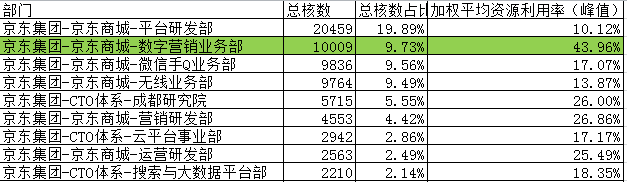 部门 总核数 总核数占比 加权平均资源利用率（峰值）
京东集团-京东商城-平台研发部 20459 19.89% 10.12%
京东集团-京东商城-数字营销业务部 10009 9.73% 43.96%
京东集团-京东商城-微信手Q业务部 9836 9.56% 17.07%
京东集团-京东商城-无线业务部 9764 9.49% 13.87%
京东集团-CTO体系-成都研究院 5715 5.55% 26.00%
京东集团-京东商城-营销研发部 4553 4.42% 26.86%
京东集团-CTO体系-云平台事业部 2942 2.86% 17.17%
京东集团-京东商城-运营研发部 2563 2.49% 25.49%
京东集团-CTO体系-搜索与大数据平台部 2210 2.14% 18.35%